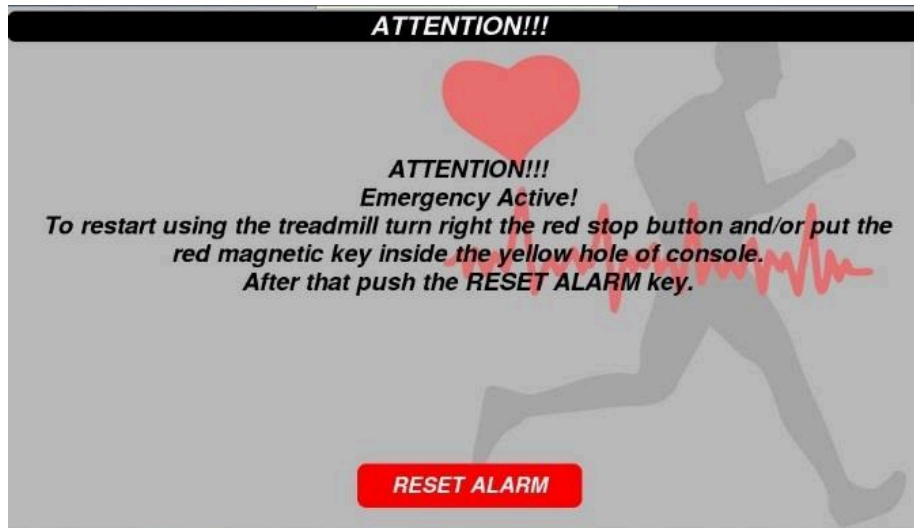 ATTENTION!!!
ATTENTION!!!
Emergency Active!
To restart using the treadmill turn right the red stop button and/or put the
red magnetic key inside the yellow hole of console.
After that push the RESET ALARM key.
RESET ALARM